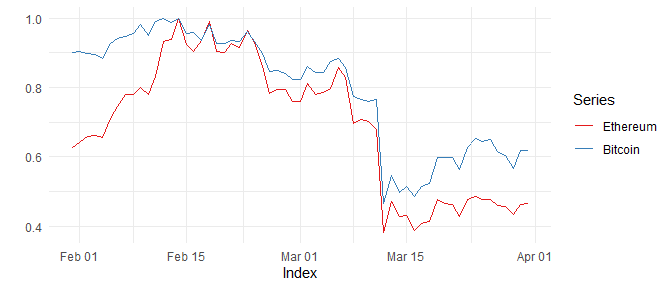 1.0
0.8
0.6
0.4
Feb 01
Feb 15
Mar 01
Mar 15
Apr 01
Index
Series
Ethereum
Bitcoin